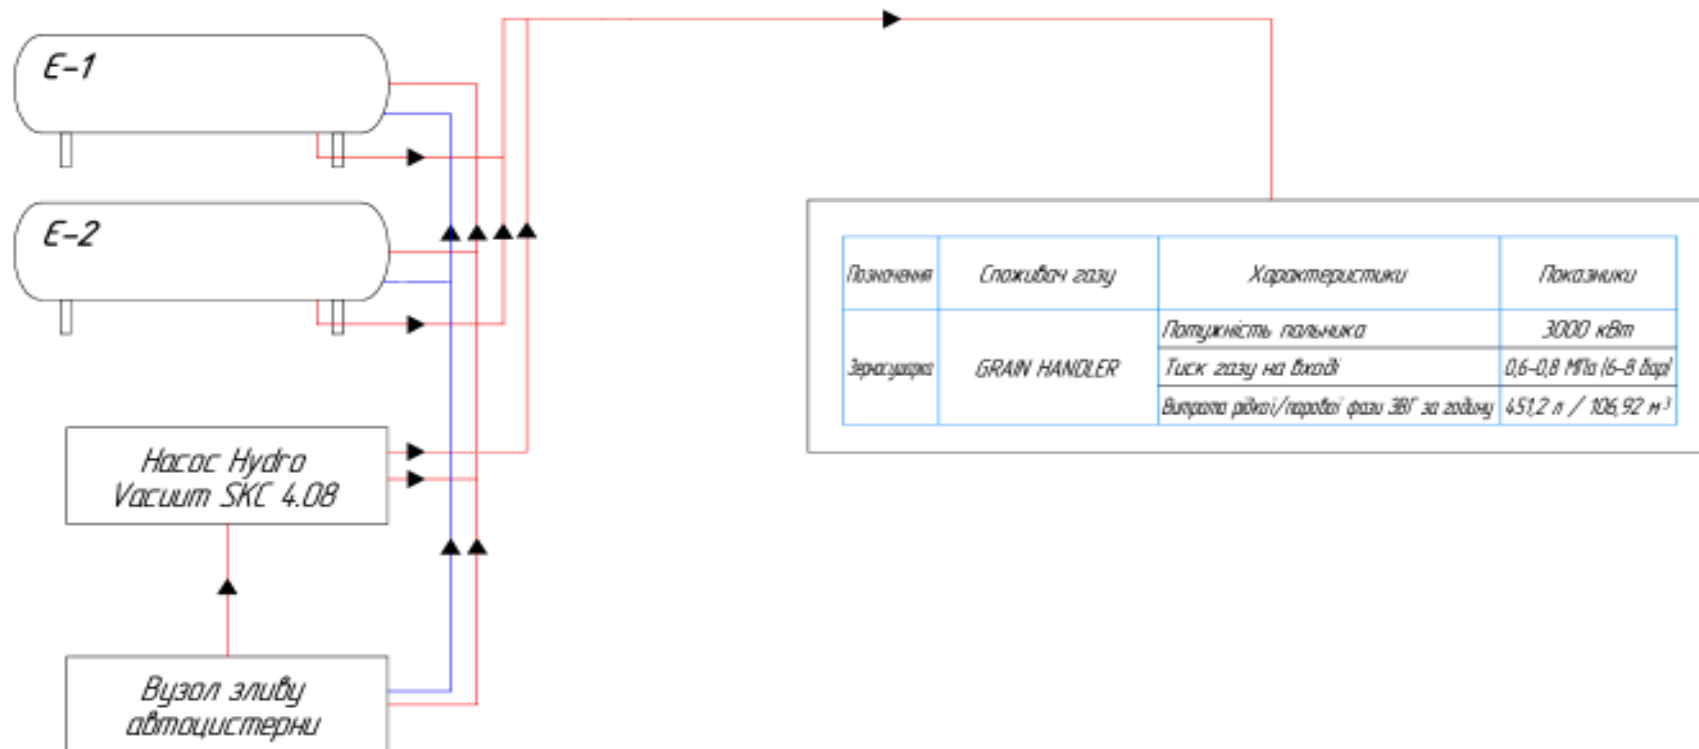 E-1
E-2
Насос Hydro
Vacuum SKC 4.08
Вузол зливу
автоцистерни
Позначення
Споживач газу
Характеристики
Показники
Зерносушарка
GRAIN HANDLER
Потужність пальника
3000 кВт
Тиск газу на вході
0,6-0,8 МПа (6-8 бар)
Витрата рідкої/парової фази ЗВГ за годину
451,2 л / 106,92 м³